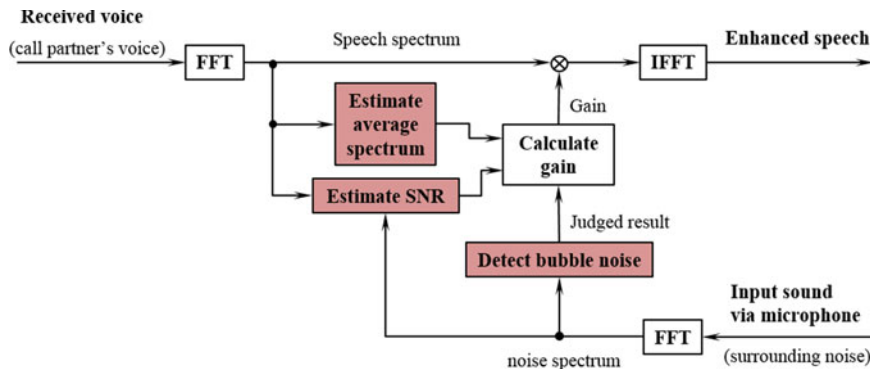 Received voice
(call partner's voice)
FFT
Speech spectrum
IFFT
Enhanced speech
Estimate
average
spectrum
Gain
Calculate
gain
Estimate SNR
Judged result
Detect bubble noise
Input sound
via microphone
FFT
noise spectrum
(surrounding noise)